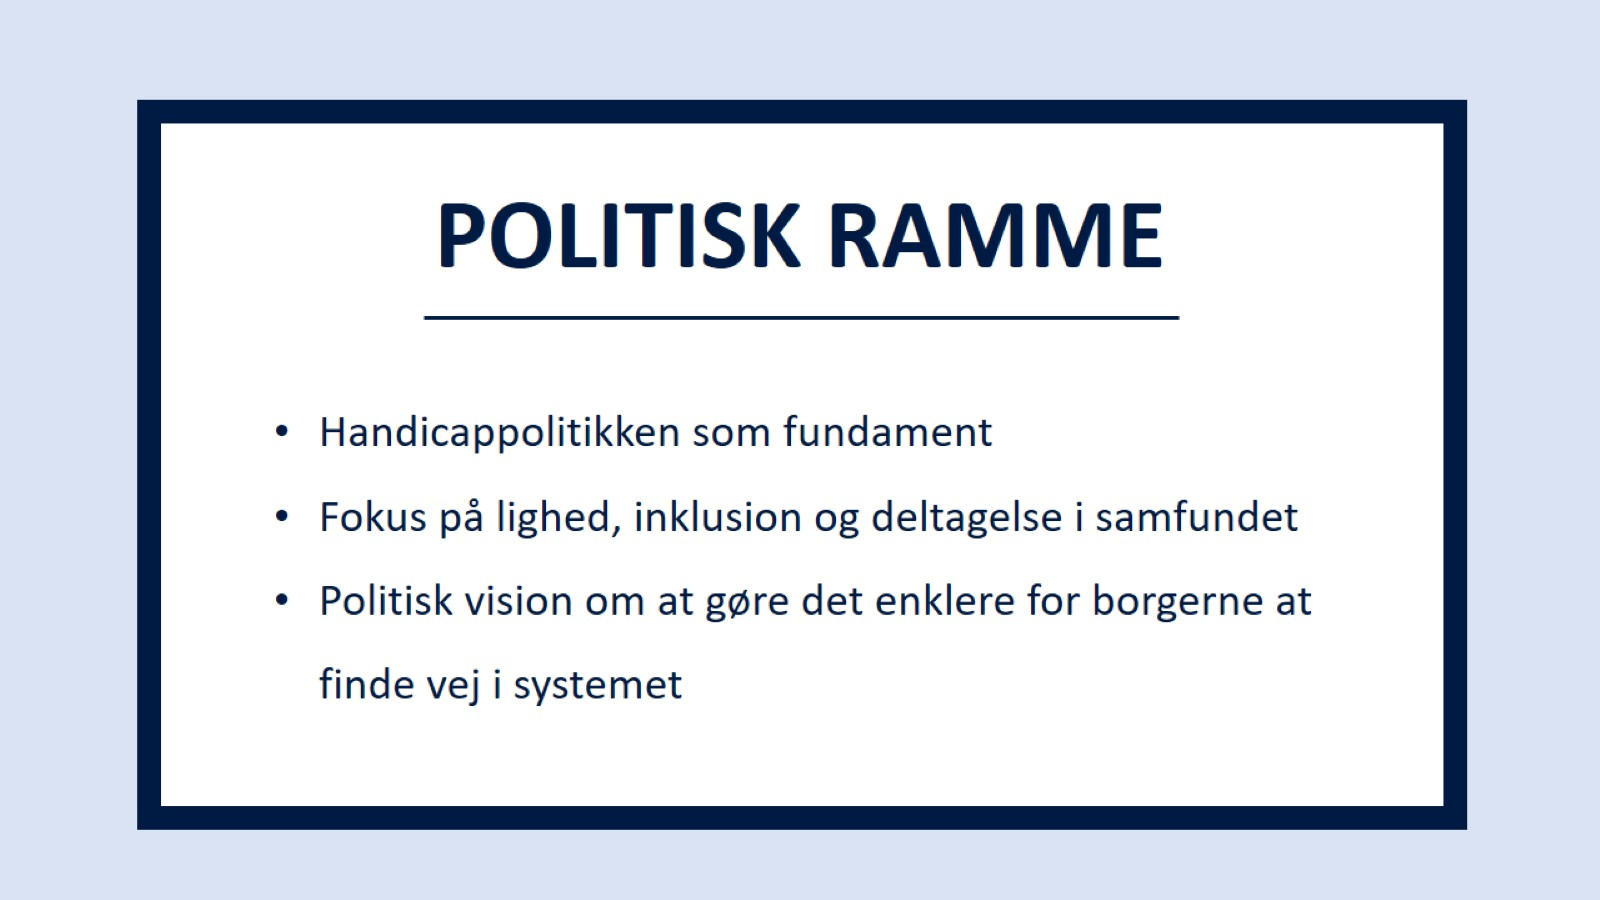 POLITISK RAMME
• Handicappolitikken som fundament
• Fokus på lighed, inklusion og deltagelse i samfundet
• Politisk vision om at gøre det enklere for borgerne at
finde vej i systemet